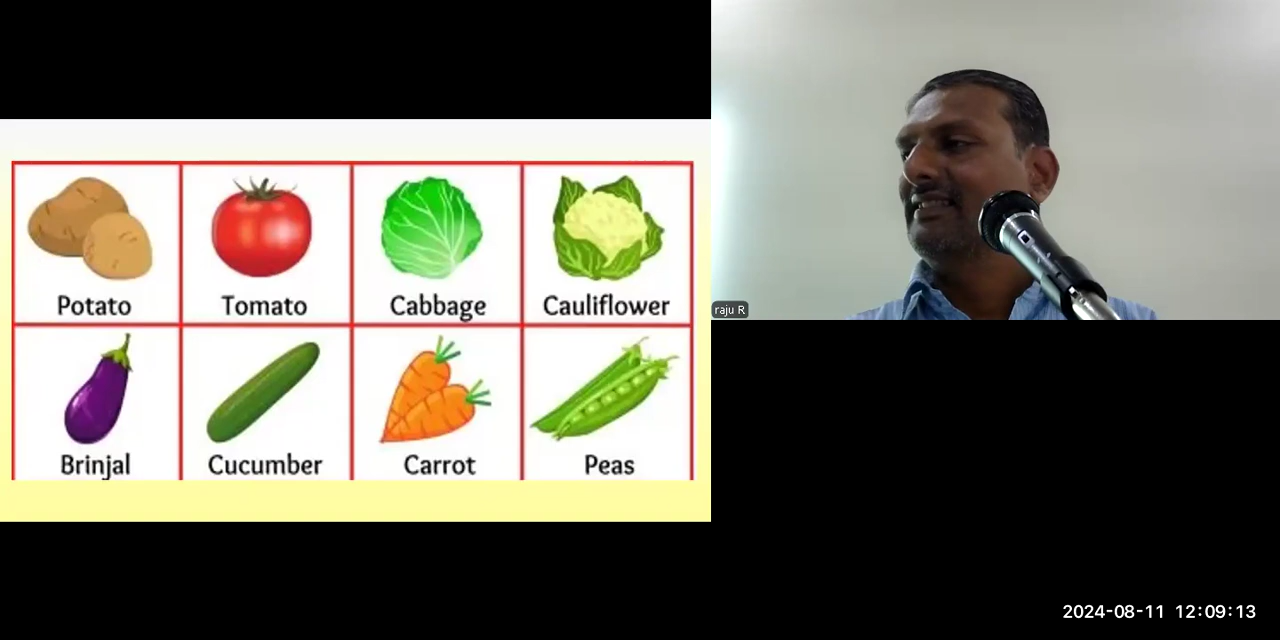 Potato Tomato Cabbage Cauliflower
raju R
Brinjal Cucumber Carrot Peas
2024-08-11 12:09:13